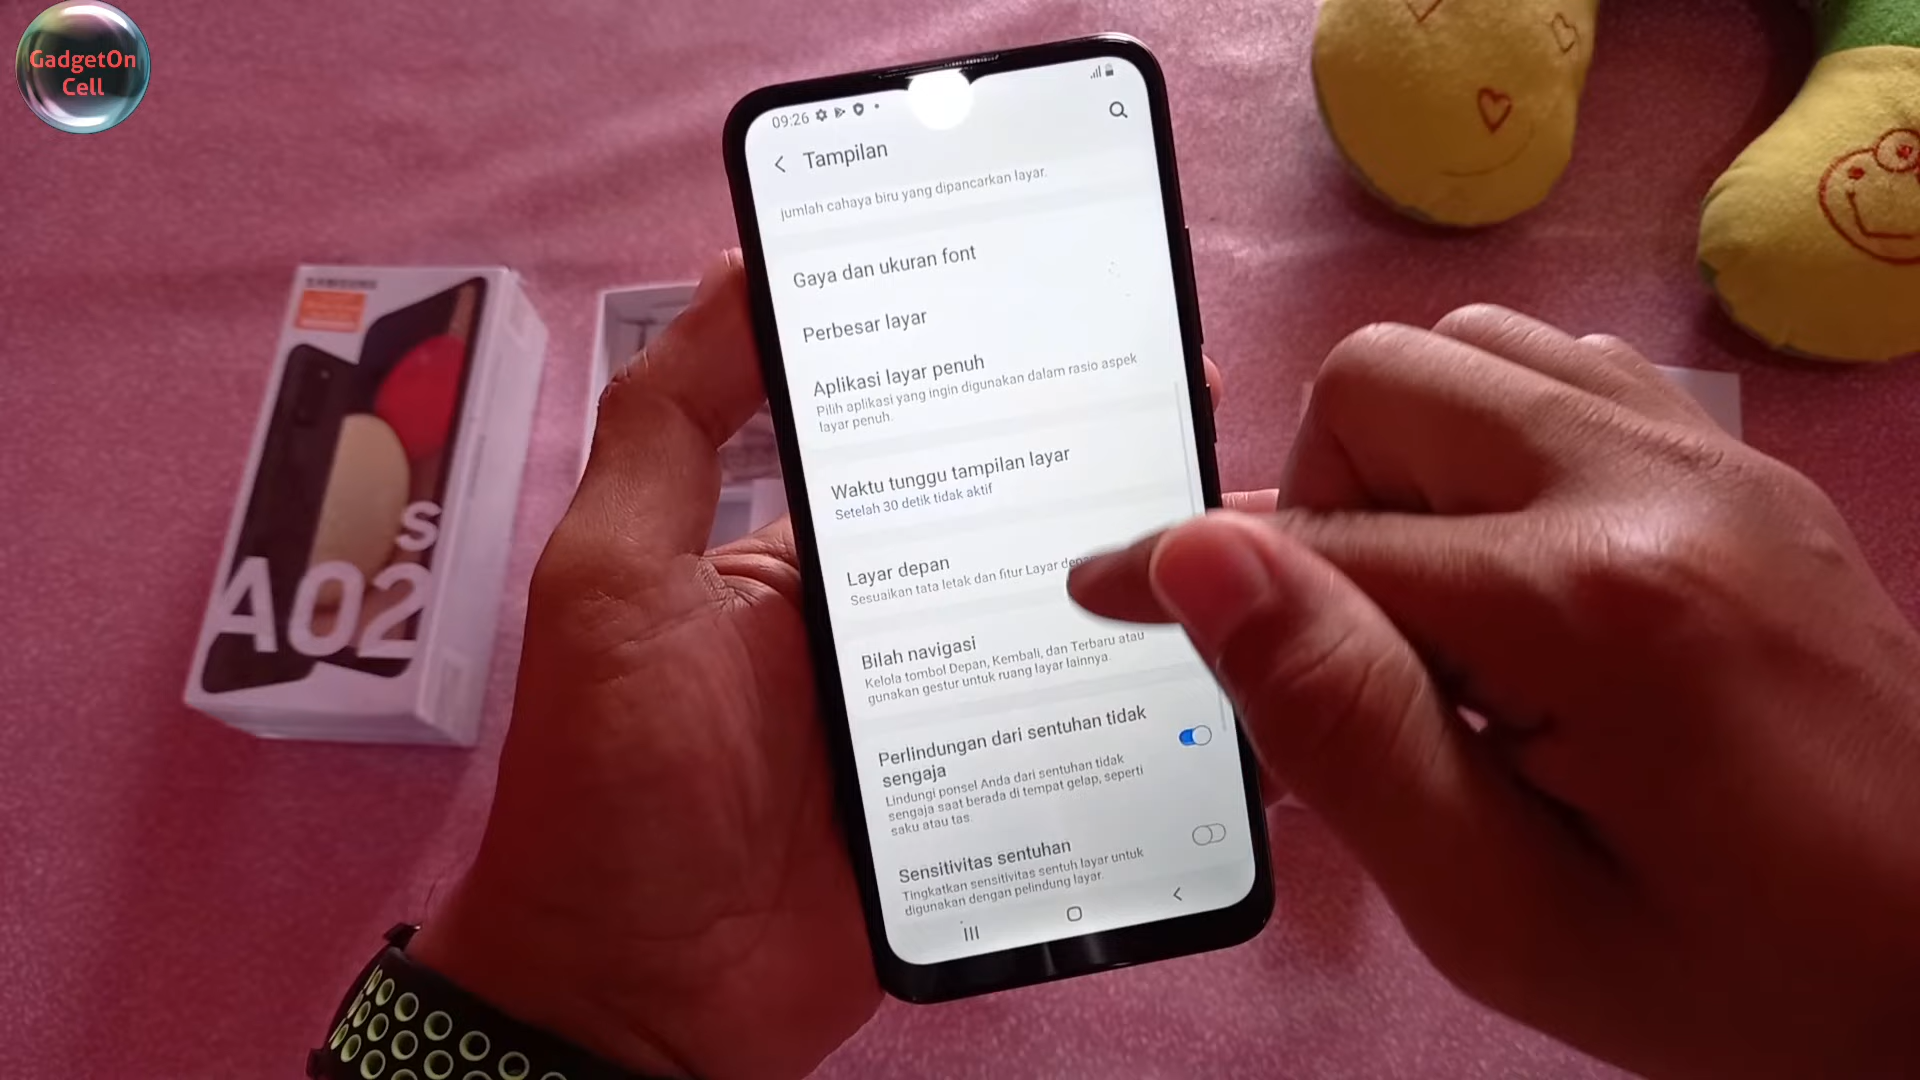 GadgetOn
Cell
09:26
Tampilan
jumlah cahaya biru yang dipancarkan layar.
Gaya dan ukuran font
Perbesar layar
Aplikasi layar penuh
Pilih aplikasi yang ingin digunakan dalam rasio aspek
layar penuh.
Waktu tunggu tampilan layar
Setelah 30 detik tidak aktif
Layar depan
Sesuaikan tata letak dan fitur Layar
Bilah navigasi
Kelola tombol Depan, Kembali, dan Terbaru atau
gunakan gestur untuk ruang layar lainnya.
Perlindungan dari sentuhan tidak
sengaja
Lindungi ponsel Anda dari sentuhan tidak
sengaja saat berada di tempat gelap, seperti
saku atau tas.
Sensitivitas sentuhan
Tingkatkan sensitivitas sentuh layar untuk
digunakan dengan pelindung layar.
SAMSUNG
A02s